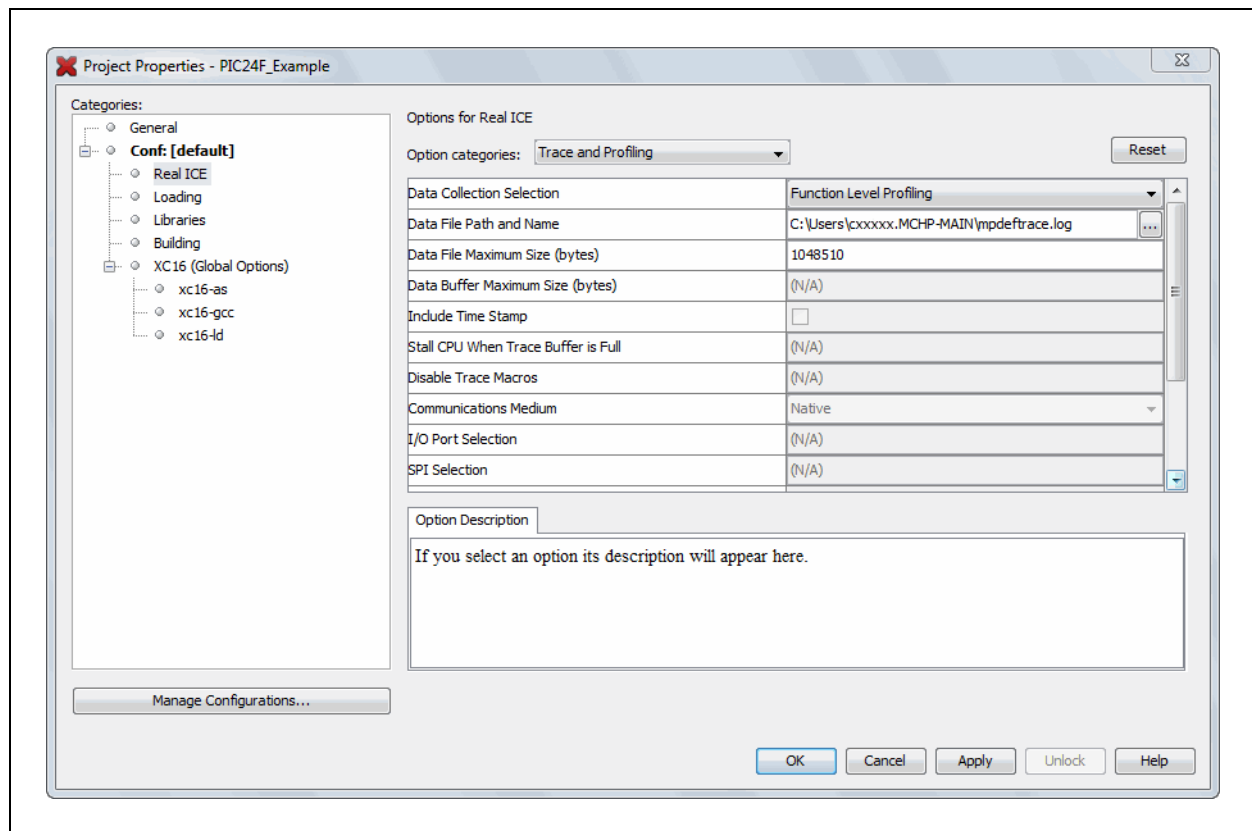 Project Properties - PIC24F_Example
Categories:
General
Conf: [default]
Real ICE
Loading
Libraries
Building
XC16 (Global Options)
xc16-as
xc16-gcc
xc16-ld
Manage Configurations...
Options for Real ICE
Option categories: Trace and Profiling Reset
Data Collection Selection Function Level Profiling
Data File Path and Name C:\Users\cxxxxx.MCHP-MAIN\mpdeftrace.log ...
Data File Maximum Size (bytes) 1048510
Data Buffer Maximum Size (bytes) (N/A)
Include Time Stamp
Stall CPU When Trace Buffer is Full (N/A)
Disable Trace Macros (N/A)
Communications Medium Native
I/O Port Selection (N/A)
SPI Selection (N/A)
Option Description
If you select an option its description will appear here.
OK Cancel Apply Unlock Help